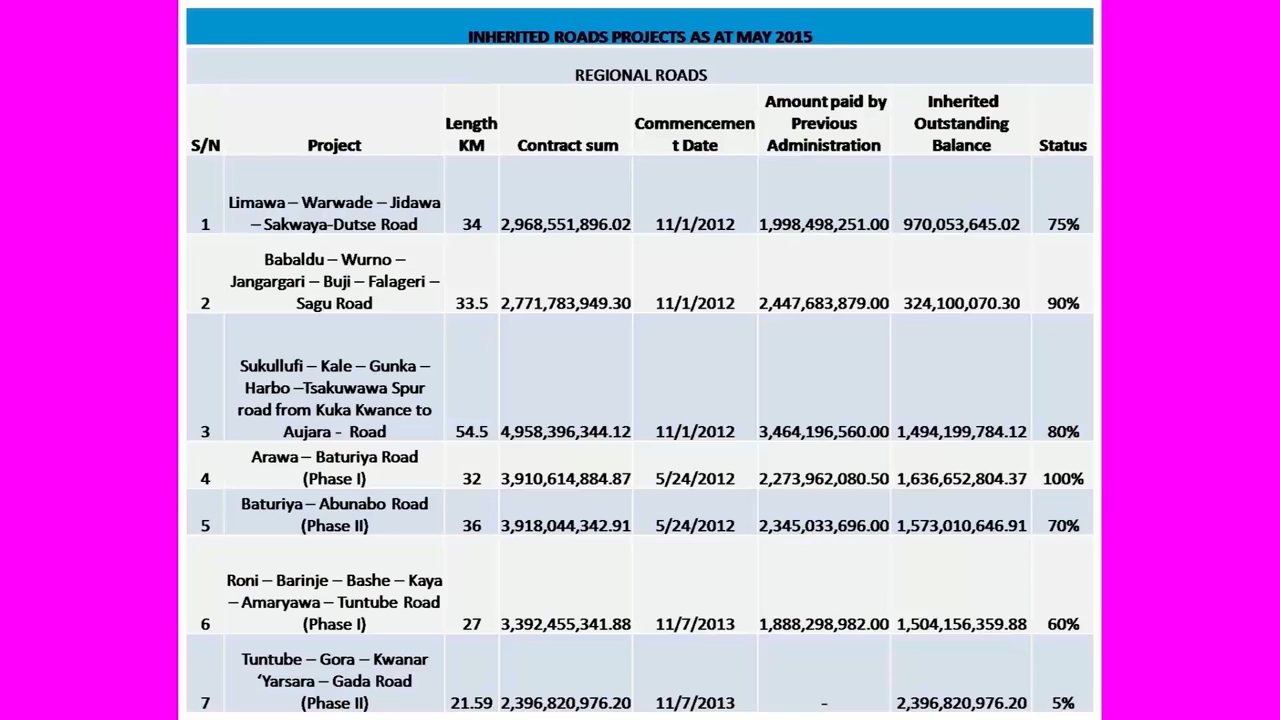 INHERITED ROADS PROJECTS AS AT MAY 2015
REGIONAL ROADS
S/N Project Length KM Contract sum Commencemen t Date Amount paid by Previous Administration Inherited Outstanding Balance Status
1 Limawa – Warwade – Jidawa – Sakwaya-Dutse Road 34 2,968,551,896.02 11/1/2012 1,998,498,251.00 970,053,645.02 75%
2 Babaldu – Wurno – Jangargari – Buji – Falageri – Sagu Road 33.5 2,771,783,949.30 11/1/2012 2,447,683,879.00 324,100,070.30 90%
3 Sukullufi – Kale – Gunka – Harbo –Tsakuwawa Spur road from Kuka Kwance to Aujara - Road 54.5 4,958,396,344.12 11/1/2012 3,464,196,560.00 1,494,199,784.12 80%
4 Arawa – Baturiya Road (Phase I) 32 3,910,614,884.87 5/24/2012 2,273,962,080.50 1,636,652,804.37 100%
5 Baturiya – Abunabo Road (Phase II) 36 3,918,044,342.91 5/24/2012 2,345,033,696.00 1,573,010,646.91 70%
6 Roni – Barinje – Bashe – Kaya – Amaryawa – Tuntube Road (Phase I) 27 3,392,455,341.88 11/7/2013 1,888,298,982.00 1,504,156,359.88 60%
7 Tuntube – Gora – Kwanar ‘Yarsara – Gada Road (Phase II) 21.59 2,396,820,976.20 11/7/2013 - 2,396,820,976.20 5%